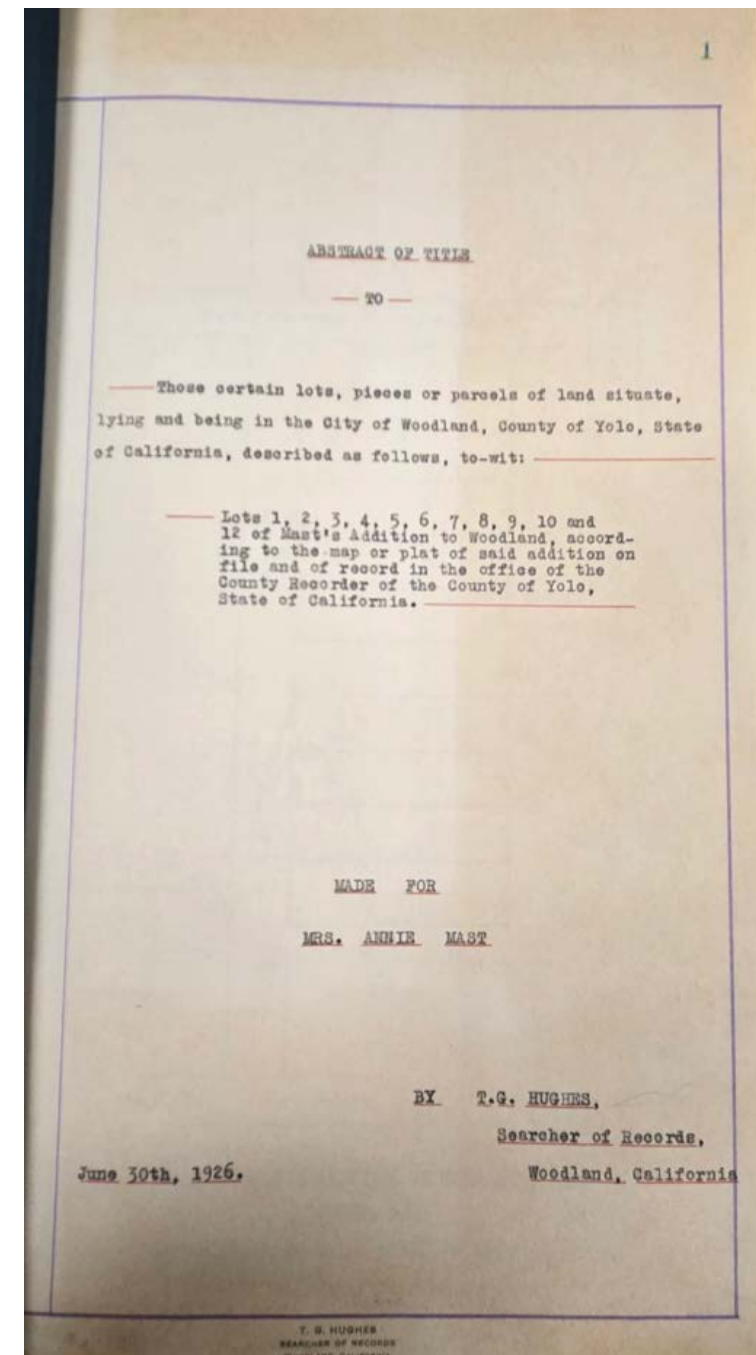 1
ABSTRACT OF TITLE
TO
Those certain lots, pieces or parcels of land situate,
lying and being in the City of Woodland, County of Yolo, State
of California, described as follows, to-wit:
Lots 1, 2, 3, 4, 5, 6, 7, 8, 9, 10 and
12 of Mast's Addition to Woodland, accord-
ing to the map or plat of said addition on
file and of record in the office of the
County Recorder of the County of Yolo,
State of California.
MADE FOR
MRS. ANNIE MAST
BY T.G. HUGHES,
Searcher of Records,
June 30th, 1926. Woodland, California
T. G. HUGHES
SEARCHER OF RECORDS